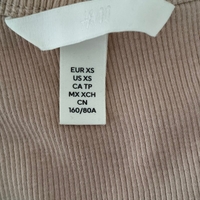 EUR XS
US XS
CA TP
MX XCH
CN
160/80A